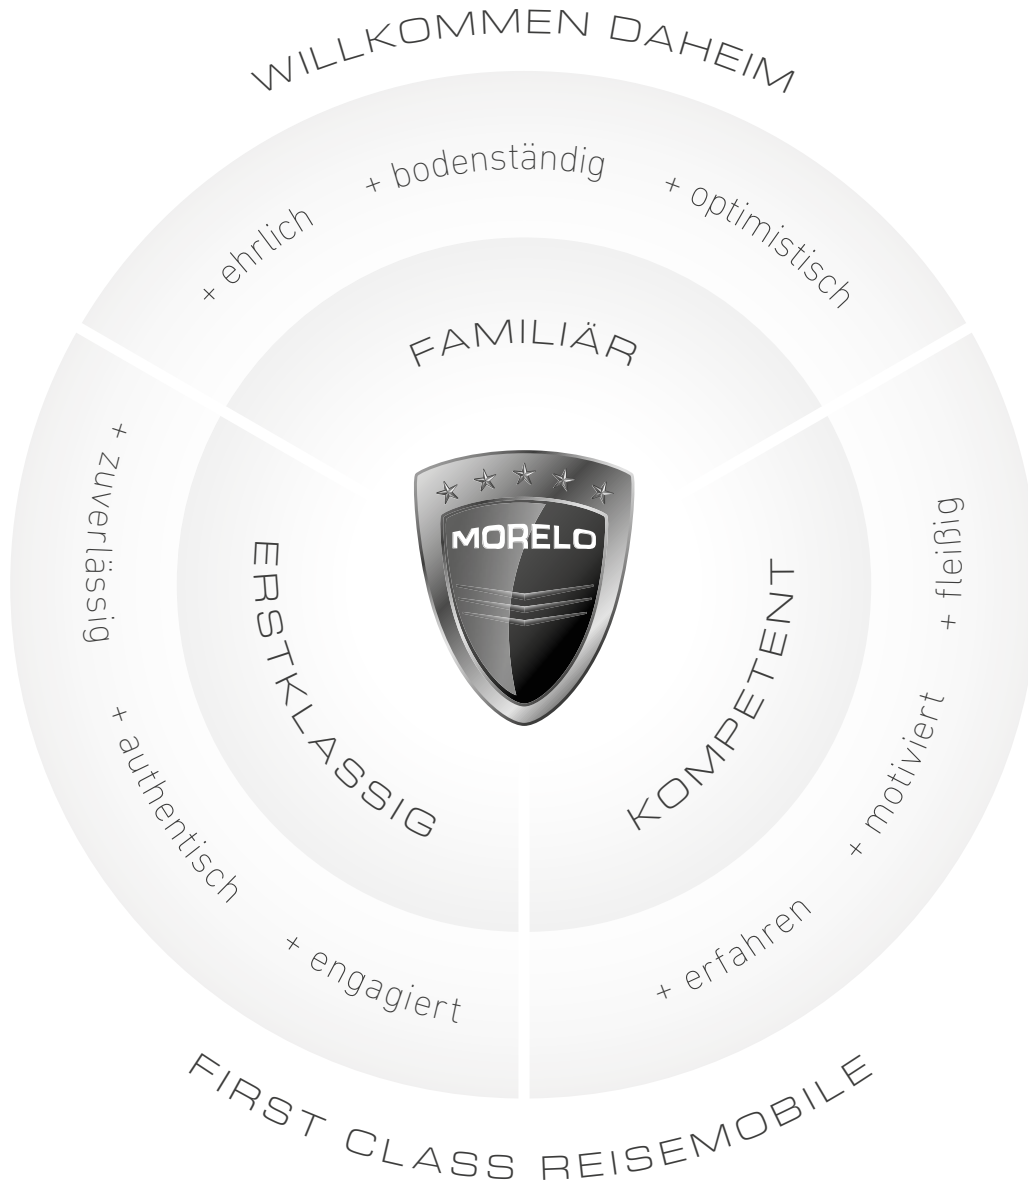 WILLKOMMEN DAHEIM
+ ehrlich
+ bodenständig
+ optimistisch
FAMILIÄR
MORELO
ERSTKLASSIG
+ zuverlässig
+ authentisch
+ engagiert
KOMPETENT
+ fleißig
+ motiviert
+ erfahren
FIRST CLASS REISEMOBILE